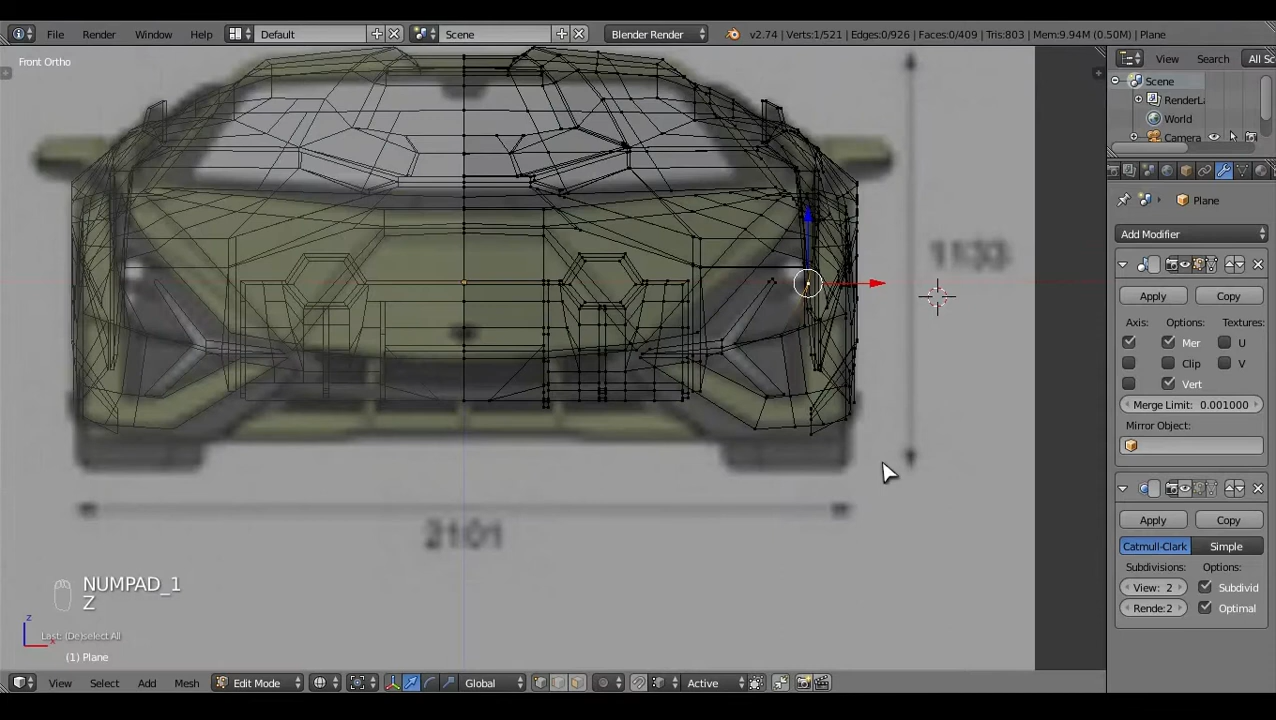 File Render Window Help Default Scene Blender Render v2.74 | Verts:1/521 | Edges:0/926 | Faces:0/409 | Tris:803 | Mem:9.94M (0.50M) | Plane
Front Ortho
View Search All Sc
Scene
RenderLa
World
Camera
Plane
Add Modifier
Apply Copy
Axis: Options: Textures:
Mer U
Clip V
Vert
Merge Limit: 0.001000
Mirror Object:
Apply Copy
Catmull-Clark Simple
Subdivisions: Options:
View: 2 Subdivid
Rende:2 Optimal
1133
2101
NUMPAD_1
Z
Last: (De)select All
z
x
(1) Plane
View Select Add Mesh Edit Mode Global Active